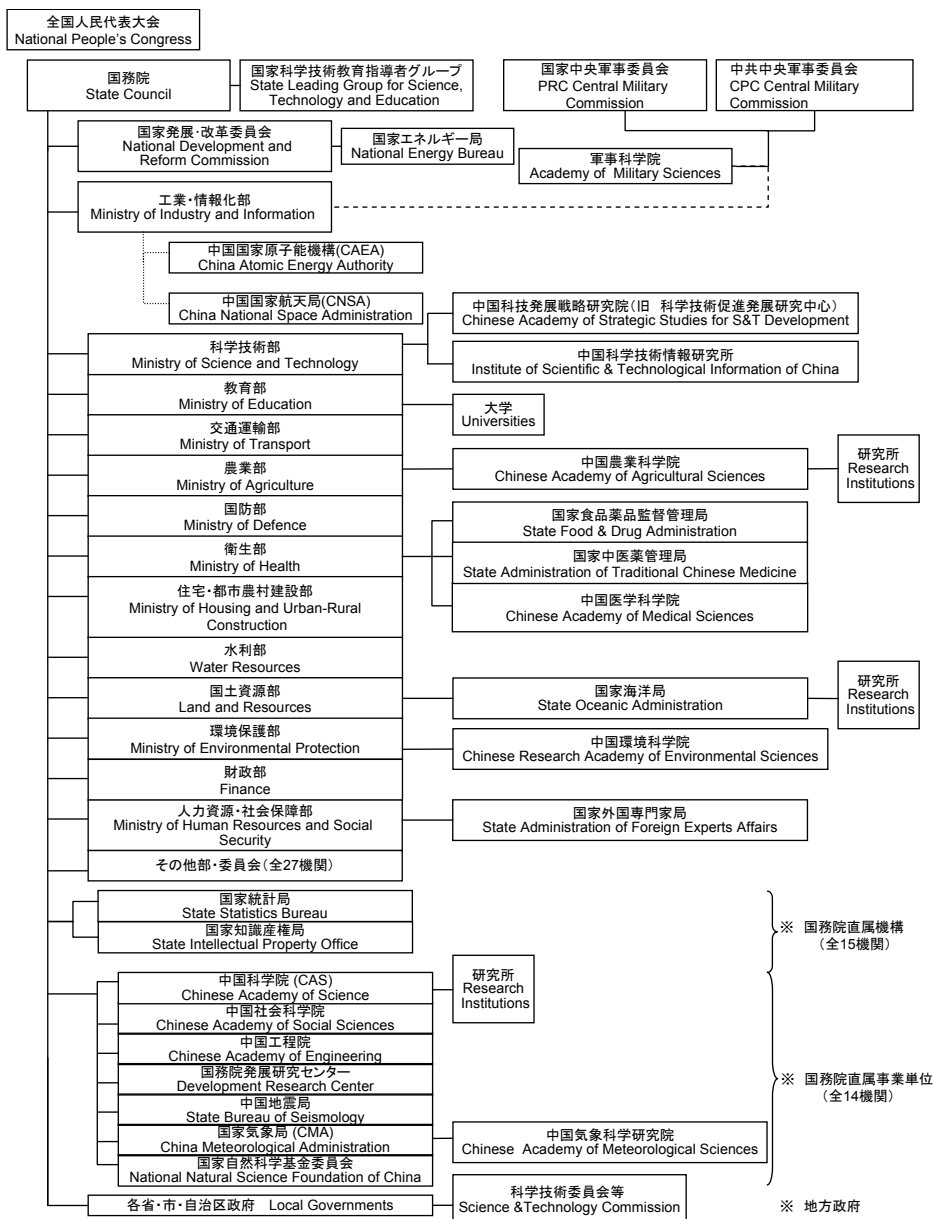 全国人民代表大会
National People's Congress
国務院
State Council
国家科学技術教育指導者グループ
State Leading Group for Science,
Technology and Education
国家中央軍事委員会
PRC Central Military
Commission
中共中央軍事委員会
CPC Central Military
Commission
国家発展・改革委員会
National Development and
Reform Commission
国家エネルギー局
National Energy Bureau
軍事科学院
Academy of Military Sciences
工業・情報化部
Ministry of Industry and Information
中国国家原子能機構(CAEA)
China Atomic Energy Authority
中国国家航天局(CNSA)
China National Space Administration
中国科技発展戦略研究院(旧 科学技術促進発展研究中心)
Chinese Academy of Strategic Studies for S&T Development
科学技術部
Ministry of Science and Technology
中国科学技術情報研究所
Institute of Scientific & Technological Information of China
教育部
Ministry of Education
大学
Universities
交通運輸部
Ministry of Transport
農業部
Ministry of Agriculture
中国農業科学院
Chinese Academy of Agricultural Sciences
研究所
Research
Institutions
国防部
Ministry of Defence
国家食品薬品監督管理局
State Food & Drug Administration
衛生部
Ministry of Health
国家中医薬管理局
State Administration of Traditional Chinese Medicine
住宅・都市農村建設部
Ministry of Housing and Urban-Rural
Construction
中国医学科学院
Chinese Academy of Medical Sciences
水利部
Water Resources
国土資源部
Land and Resources
国家海洋局
State Oceanic Administration
研究所
Research
Institutions
環境保護部
Ministry of Environmental Protection
中国環境科学院
Chinese Research Academy of Environmental Sciences
財政部
Finance
人力資源・社会保障部
Ministry of Human Resources and Social
Security
国家外国専門家局
State Administration of Foreign Experts Affairs
その他部・委員会(全27機関)
国家統計局
State Statistics Bureau
国家知識産権局
State Intellectual Property Office
※ 国務院直属機構
(全15機関)
中国科学院 (CAS)
Chinese Academy of Science
研究所
Research
Institutions
中国社会科学院
Chinese Academy of Social Sciences
中国工程院
Chinese Academy of Engineering
国務院発展研究センター
Development Research Center
中国地震局
State Bureau of Seismology
国家気象局 (CMA)
China Meteorological Administration
中国気象科学研究院
Chinese Academy of Meteorological Sciences
国家自然科学基金委員会
National Natural Science Foundation of China
※ 国務院直属事業単位
(全14機関)
各省・市・自治区政府 Local Governments
科学技術委員会等
Science &Technology Commission
※ 地方政府